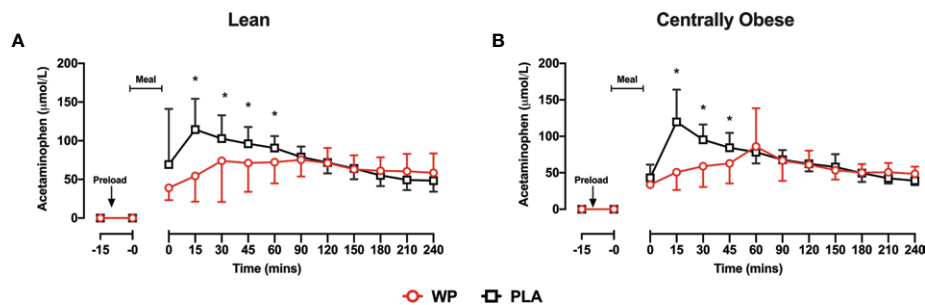 Lean
Centrally Obese
A
B
200
150
100
50
0
Acetaminophen (µmol/L)
Meal
Preload
* * * *
-15 -0 0 15 30 45 60 90 120 150 180 210 240
Time (mins)
200
150
100
50
0
Acetaminophen (µmol/L)
Meal
Preload
* * *
-15 -0 0 15 30 45 60 90 120 150 180 210 240
Time (mins)
WP PLA